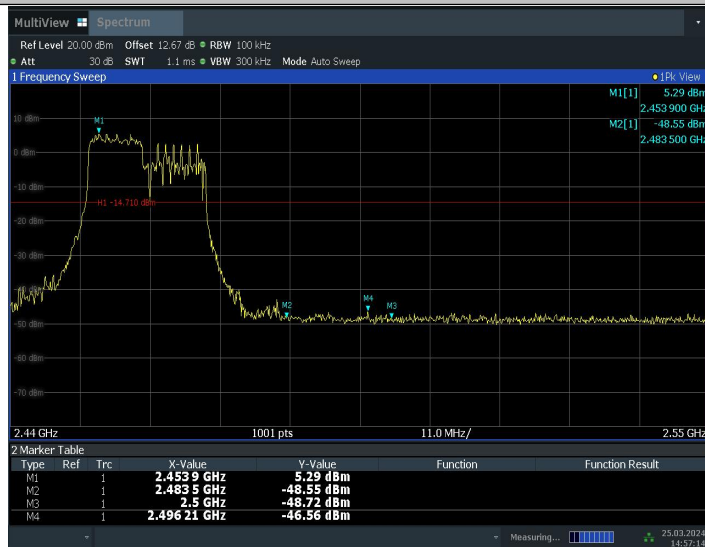 MultiView Spectrum
Ref Level 20.00 dBm Offset 12.67 dB RBW 100 kHz
Att 30 dB SWT 1.1 ms VBW 300 kHz Mode Auto Sweep
1 Frequency Sweep 1Pk View
M1[1] 5.29 dBm
2.453 900 GHz
M2[1] -48.55 dBm
2.483 500 GHz
10 dBm
M1
0 dBm
-10 dBm
H1 -14.710 dBm
-20 dBm
-30 dBm
M4
M2 M3
-50 dBm
-60 dBm
-70 dBm
2.44 GHz 1001 pts 11.0 MHz/ 2.55 GHz
2 Marker Table
Type Ref Trc X-Value Y-Value Function Function Result
M1 1 2.453 9 GHz 5.29 dBm
M2 1 2.483 5 GHz -48.55 dBm
M3 1 2.5 GHz -48.72 dBm
M4 1 2.496 21 GHz -46.56 dBm
Measuring... 25.03.2024
14:57:14